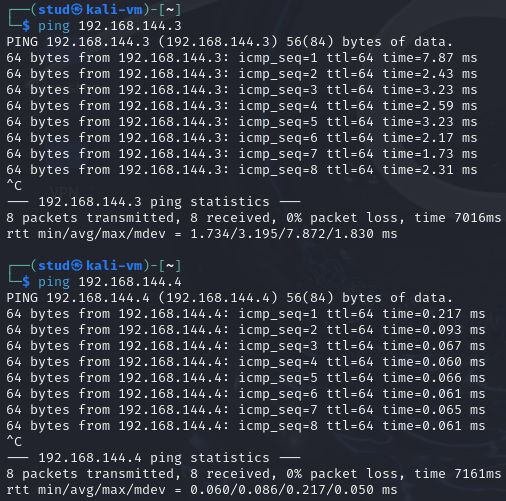 ┌──(stud㉿kali-vm)-[~]
└─$ ping 192.168.144.3
PING 192.168.144.3 (192.168.144.3) 56(84) bytes of data.
64 bytes from 192.168.144.3: icmp_seq=1 ttl=64 time=7.87 ms
64 bytes from 192.168.144.3: icmp_seq=2 ttl=64 time=2.43 ms
64 bytes from 192.168.144.3: icmp_seq=3 ttl=64 time=3.23 ms
64 bytes from 192.168.144.3: icmp_seq=4 ttl=64 time=2.59 ms
64 bytes from 192.168.144.3: icmp_seq=5 ttl=64 time=3.23 ms
64 bytes from 192.168.144.3: icmp_seq=6 ttl=64 time=2.17 ms
64 bytes from 192.168.144.3: icmp_seq=7 ttl=64 time=1.73 ms
64 bytes from 192.168.144.3: icmp_seq=8 ttl=64 time=2.31 ms
^C
VPN
--- 192.168.144.3 ping statistics ---
8 packets transmitted, 8 received, 0% packet loss, time 7016ms
rtt min/avg/max/mdev = 1.734/3.195/7.872/1.830 ms
┌──(stud㉿kali-vm)-[~]
└─$ ping 192.168.144.4
PING 192.168.144.4 (192.168.144.4) 56(84) bytes of data.
64 bytes from 192.168.144.4: icmp_seq=1 ttl=64 time=0.217 ms
64 bytes from 192.168.144.4: icmp_seq=2 ttl=64 time=0.093 ms
64 bytes from 192.168.144.4: icmp_seq=3 ttl=64 time=0.067 ms
64 bytes from 192.168.144.4: icmp_seq=4 ttl=64 time=0.060 ms
64 bytes from 192.168.144.4: icmp_seq=5 ttl=64 time=0.066 ms
64 bytes from 192.168.144.4: icmp_seq=6 ttl=64 time=0.061 ms
64 bytes from 192.168.144.4: icmp_seq=7 ttl=64 time=0.065 ms
64 bytes from 192.168.144.4: icmp_seq=8 ttl=64 time=0.061 ms
^C
--- 192.168.144.4 ping statistics ---
8 packets transmitted, 8 received, 0% packet loss, time 7161ms
rtt min/avg/max/mdev = 0.060/0.086/0.217/0.050 ms